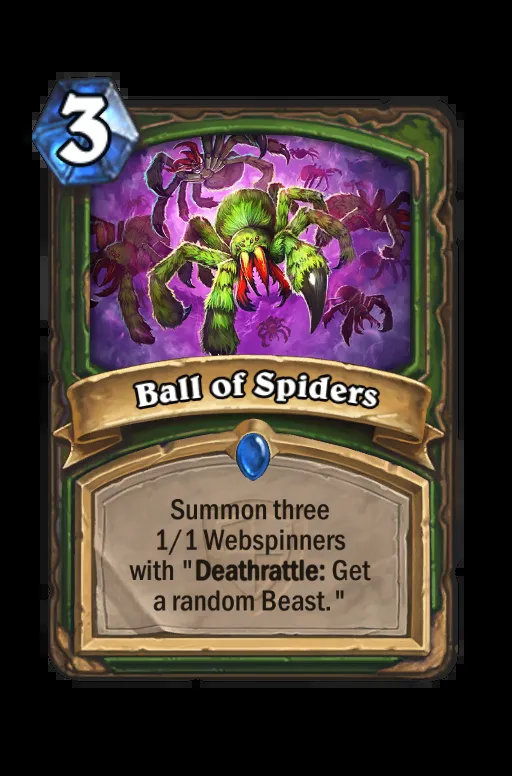 3
Ball of Spiders
Summon three
1/1 Webspinners
with "Deathrattle: Get
a random Beast."